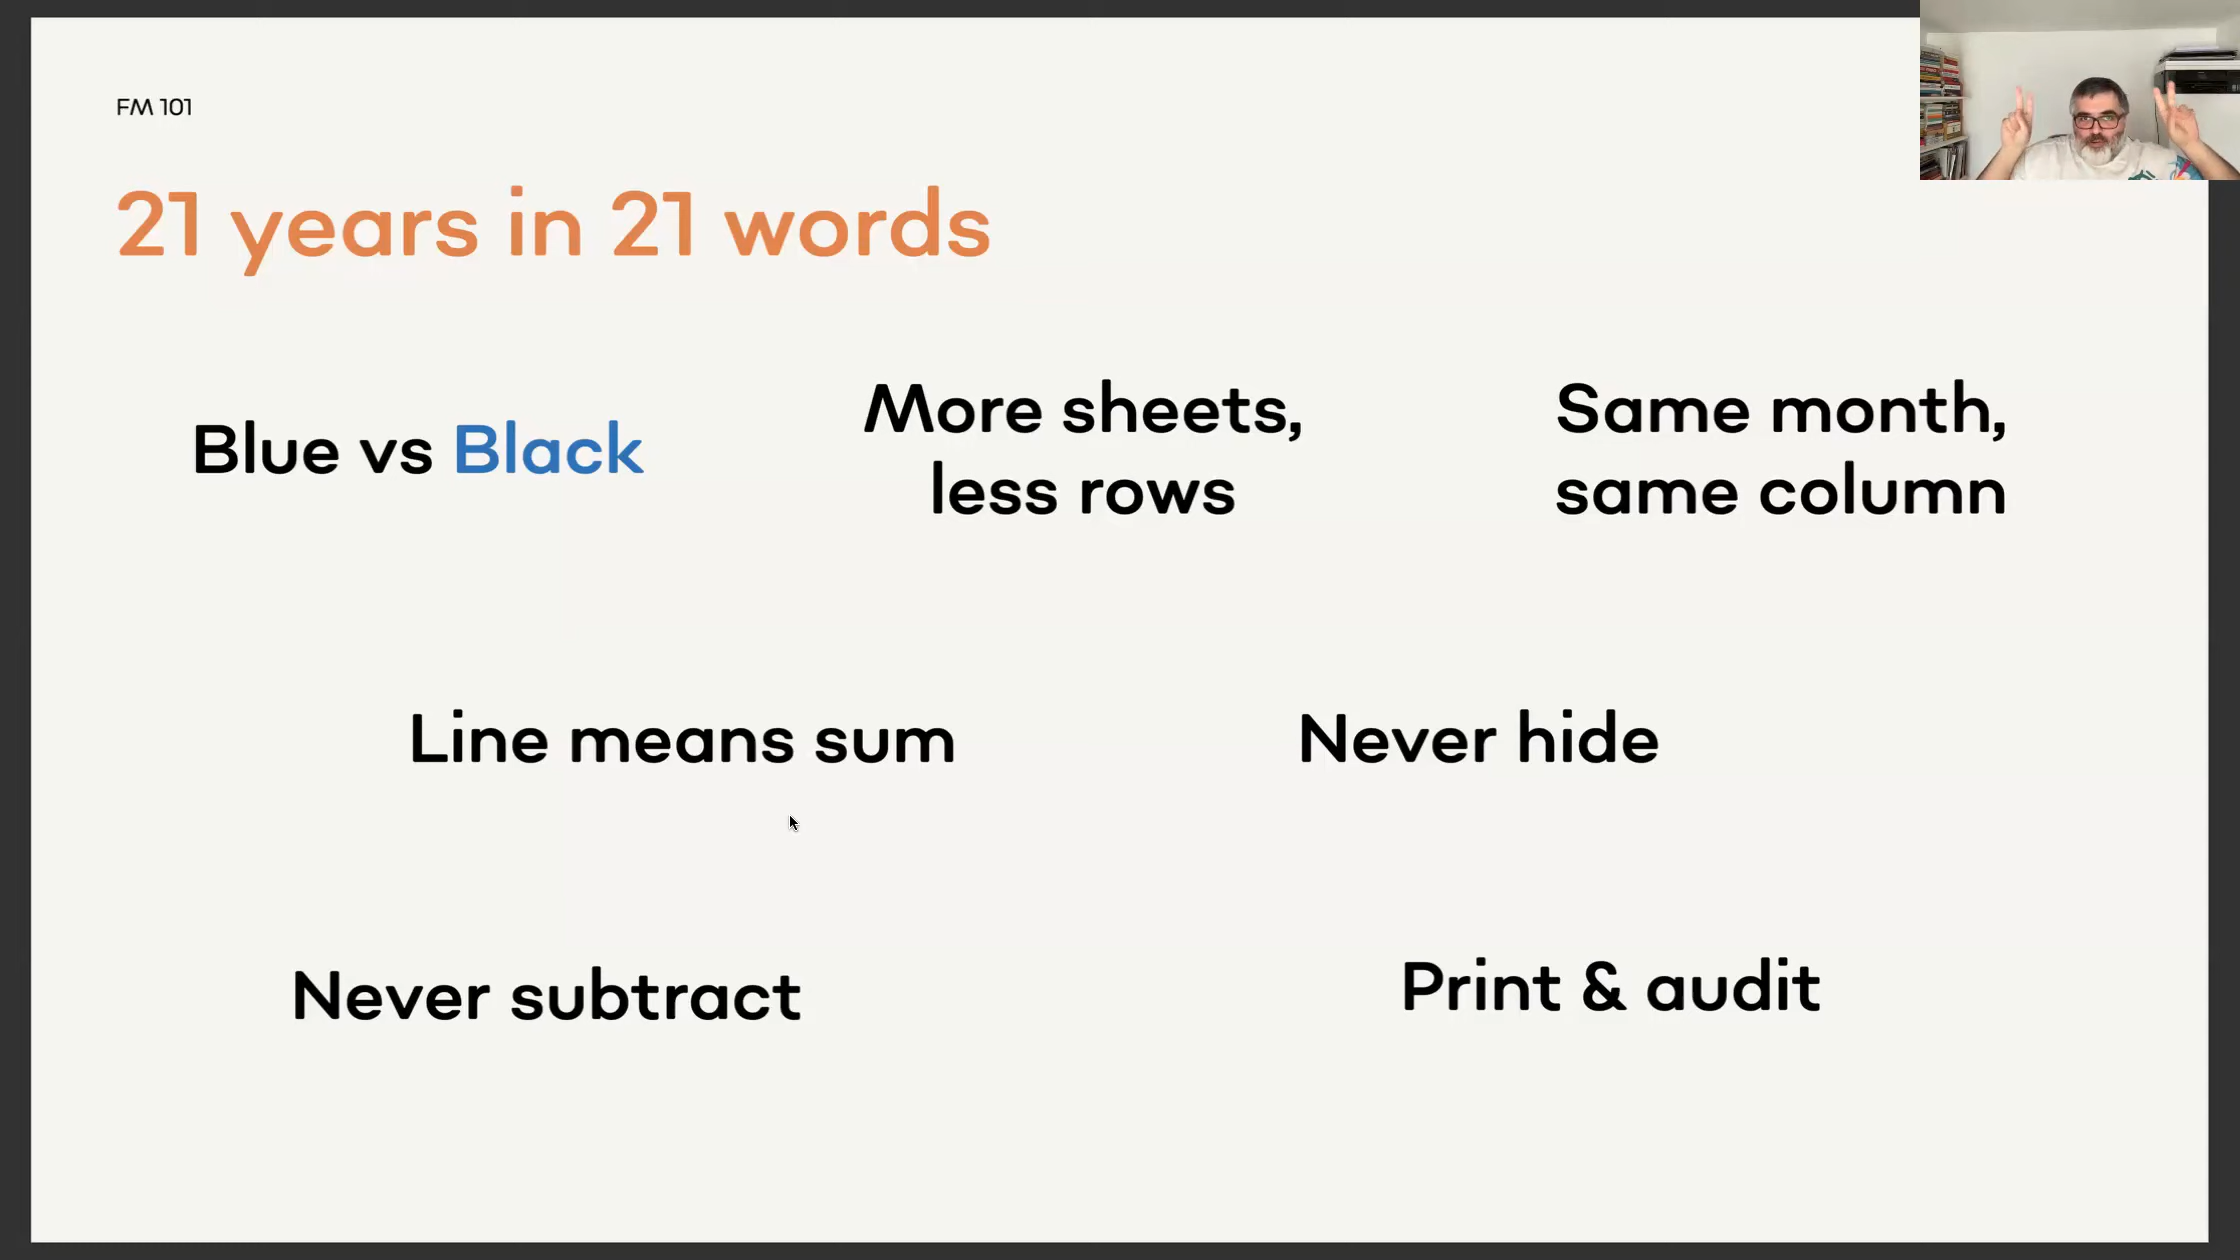 FM 101
21 years in 21 words
Blue vs Black
More sheets,
less rows
Same month,
same column
Line means sum
Never hide
Never subtract
Print & audit